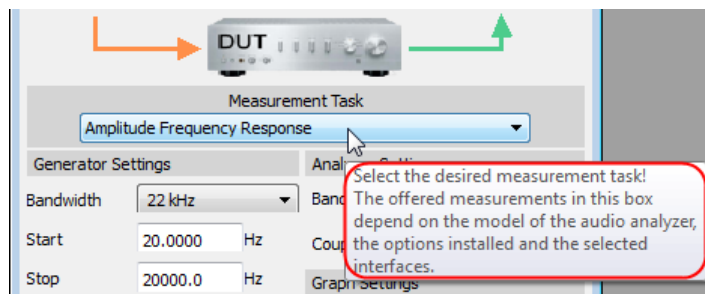 DUT
Measurement Task
Amplitude Frequency Response
Generator Settings
Bandwidth 22 kHz
Start 20.0000 Hz
Stop 20000.0 Hz
Select the desired measurement task!
The offered measurements in this box
depend on the model of the audio analyzer,
the options installed and the selected
interfaces.
Graph Settings